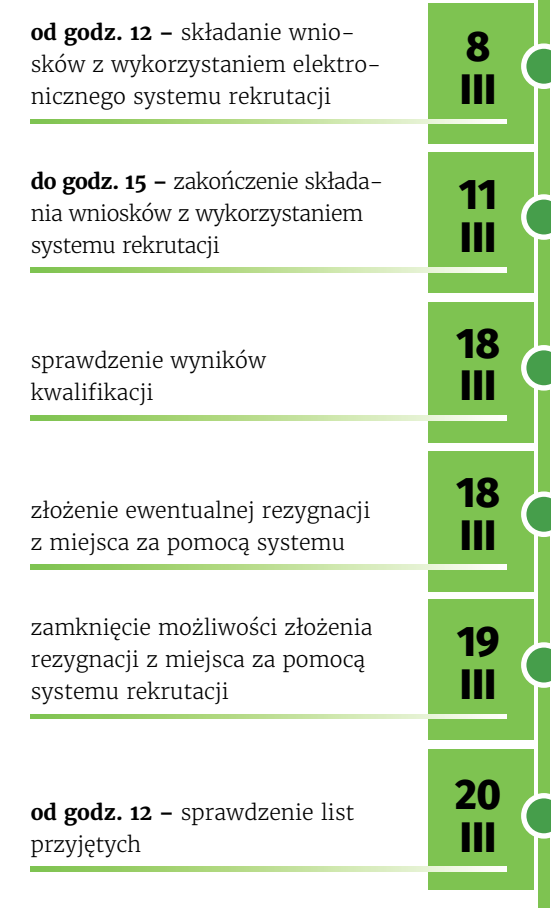 od godz. 12 – składanie wnio-
sków z wykorzystaniem elektro-
nicznego systemu rekrutacji
8
III
do godz. 15 – zakończenie składa-
nia wniosków z wykorzystaniem
systemu rekrutacji
11
III
sprawdzenie wyników
kwalifikacji
18
III
złożenie ewentualnej rezygnacji
z miejsca za pomocą systemu
18
III
zamknięcie możliwości złożenia
rezygnacji z miejsca za pomocą
systemu rekrutacji
19
III
od godz. 12 – sprawdzenie list
przyjętych
20
III